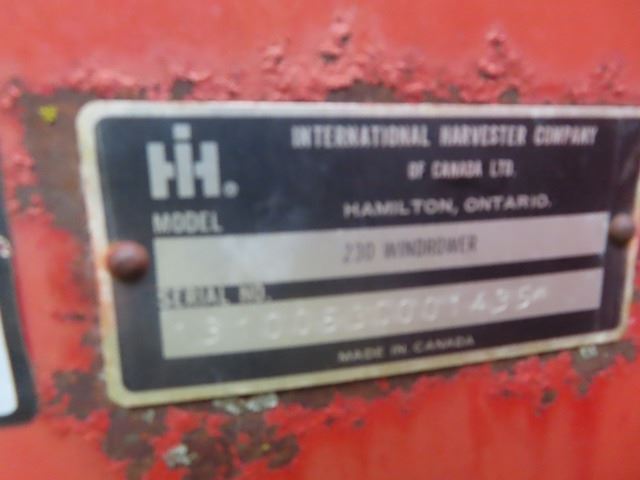 IH®
INTERNATIONAL HARVESTER COMPANY
OF CANADA LTD.
HAMILTON, ONTARIO.
MODEL
230 WINDROWER
SERIAL NO.
MADE IN CANADA